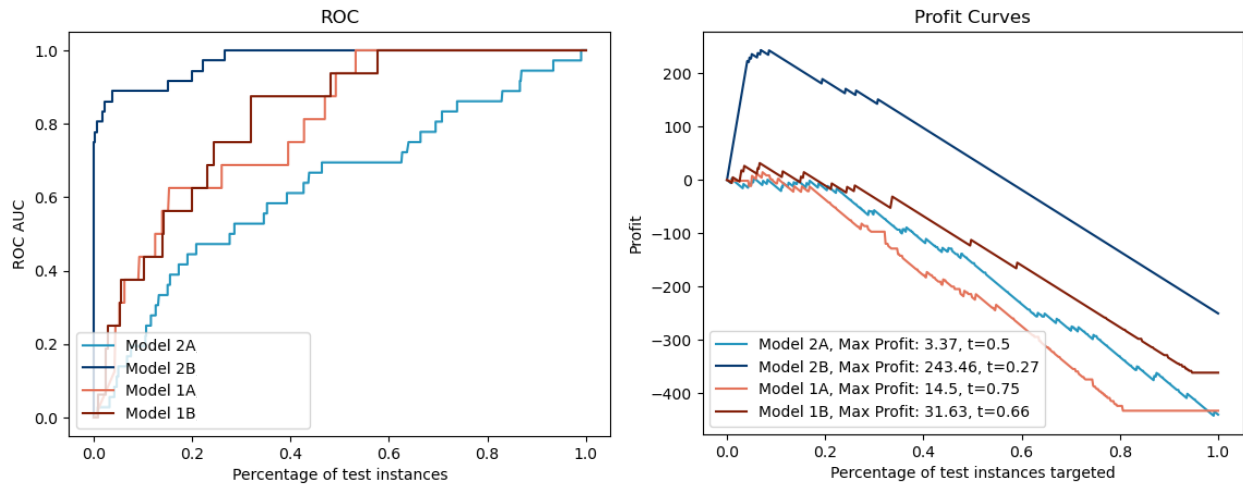 ROC
ROC AUC
1.0
0.8
0.6
0.4
0.2
0.0
Model 2A
Model 2B
Model 1A
Model 1B
0.0 0.2 0.4 0.6 0.8 1.0
Percentage of test instances
Profit Curves
Profit
200
100
0
−100
−200
−300
−400
Model 2A, Max Profit: 3.37, t=0.5
Model 2B, Max Profit: 243.46, t=0.27
Model 1A, Max Profit: 14.5, t=0.75
Model 1B, Max Profit: 31.63, t=0.66
0.0 0.2 0.4 0.6 0.8 1.0
Percentage of test instances targeted